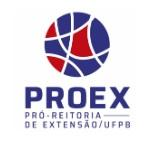 PROEX
PRÓ-REITORIA
DE EXTENSÃO/UFPB